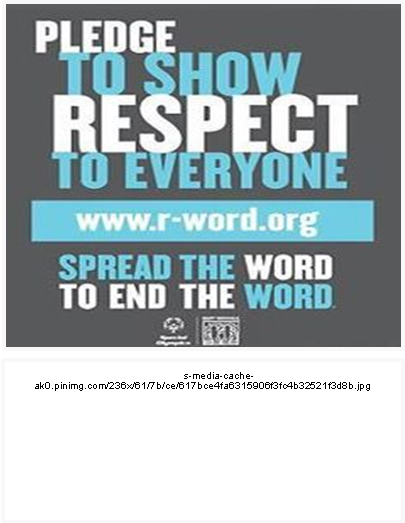 PLEDGE
TO SHOW
RESPECT
TO EVERYONE
www.r-word.org
SPREAD THE WORD
TO END THE WORD.
s-media-cache-
ak0.pinimg.com/236x/61/7b/ce/617bce4fa6315906f3fc4b32521f3d8b.jpg